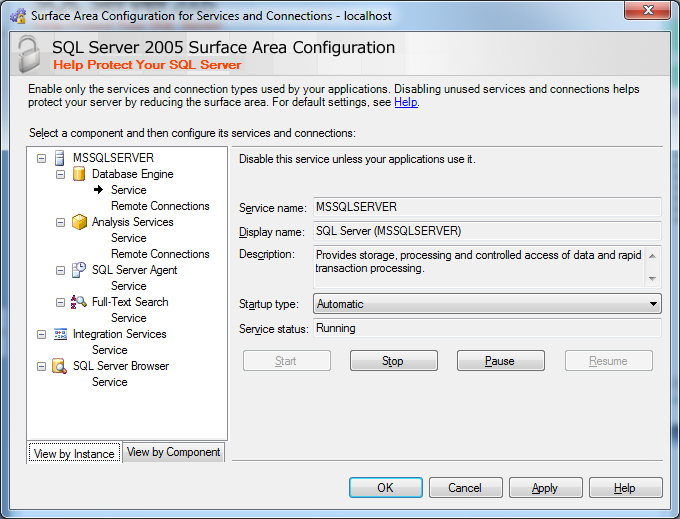 Surface Area Configuration for Services and Connections - localhost
SQL Server 2005 Surface Area Configuration
Help Protect Your SQL Server
Enable only the services and connection types used by your applications. Disabling unused services and connections helps
protect your server by reducing the surface area. For default settings, see Help.
Select a component and then configure its services and connections:
MSSQLSERVER
Database Engine
Service
Remote Connections
Analysis Services
Service
Remote Connections
SQL Server Agent
Service
Full-Text Search
Service
Integration Services
Service
SQL Server Browser
Service
View by Instance
View by Component
Disable this service unless your applications use it.
Service name: MSSQLSERVER
Display name: SQL Server (MSSQLSERVER)
Description: Provides storage, processing and controlled access of data and rapid
transaction processing.
Startup type: Automatic
Service status: Running
Start Stop Pause Resume
OK Cancel Apply Help